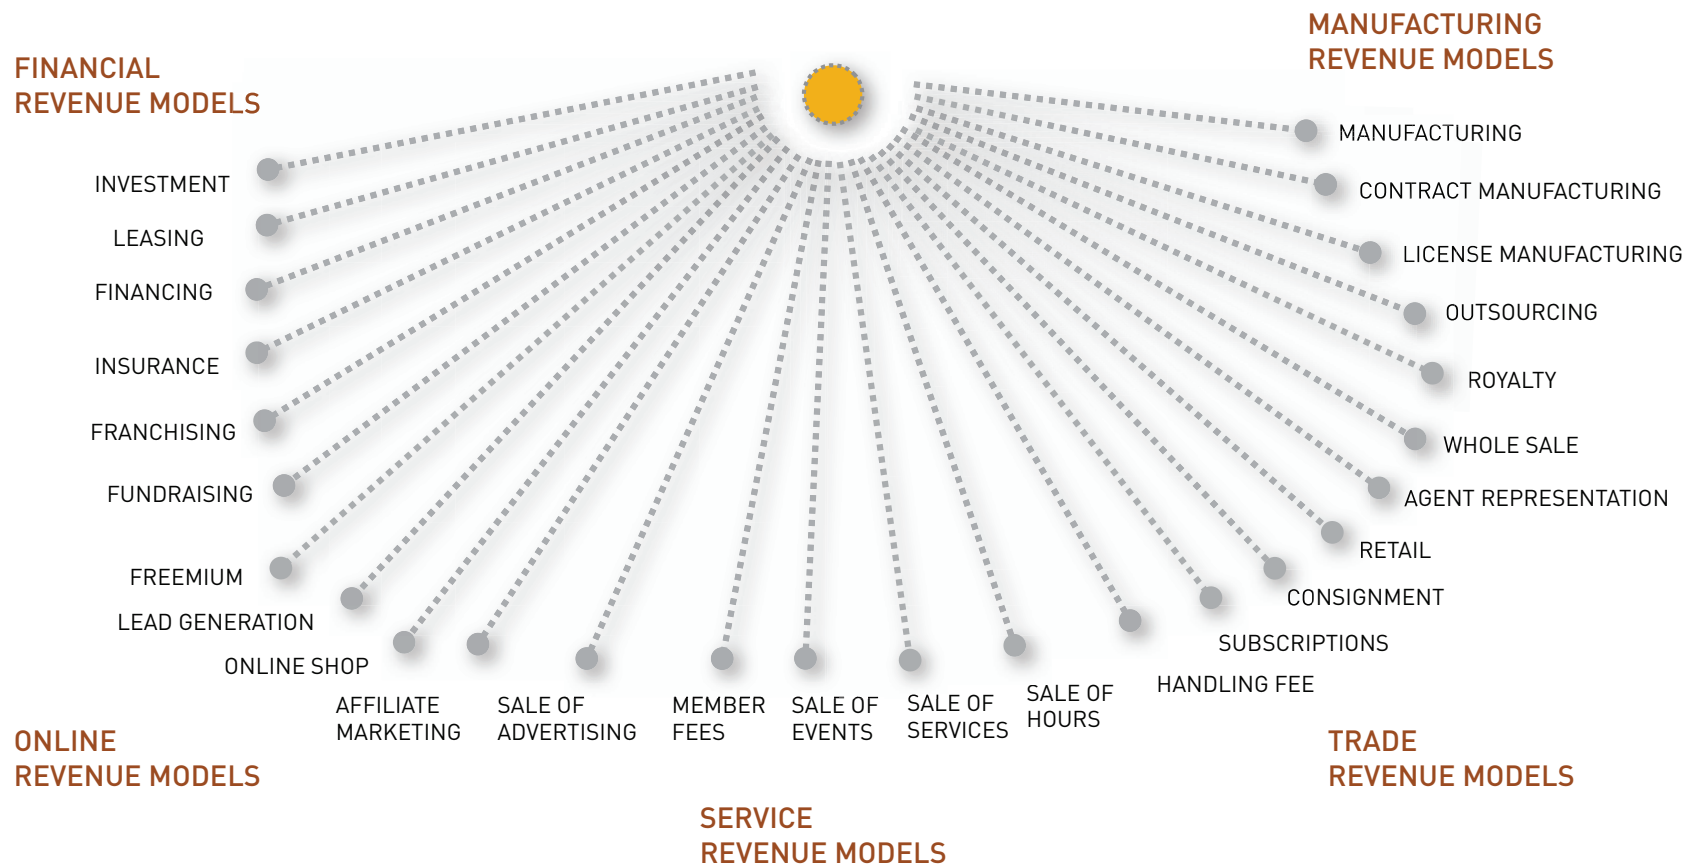 FINANCIAL
REVENUE MODELS
INVESTMENT
LEASING
FINANCING
INSURANCE
FRANCHISING
FUNDRAISING
FREEMIUM
LEAD GENERATION
ONLINE SHOP
AFFILIATE
MARKETING
SALE OF
ADVERTISING
ONLINE
REVENUE MODELS
MEMBER
FEES
SALE OF
EVENTS
SALE OF
SERVICES
SALE OF
HOURS
SERVICE
REVENUE MODELS
MANUFACTURING
REVENUE MODELS
MANUFACTURING
CONTRACT MANUFACTURING
LICENSE MANUFACTURING
OUTSOURCING
ROYALTY
WHOLE SALE
AGENT REPRESENTATION
RETAIL
CONSIGNMENT
SUBSCRIPTIONS
HANDLING FEE
TRADE
REVENUE MODELS